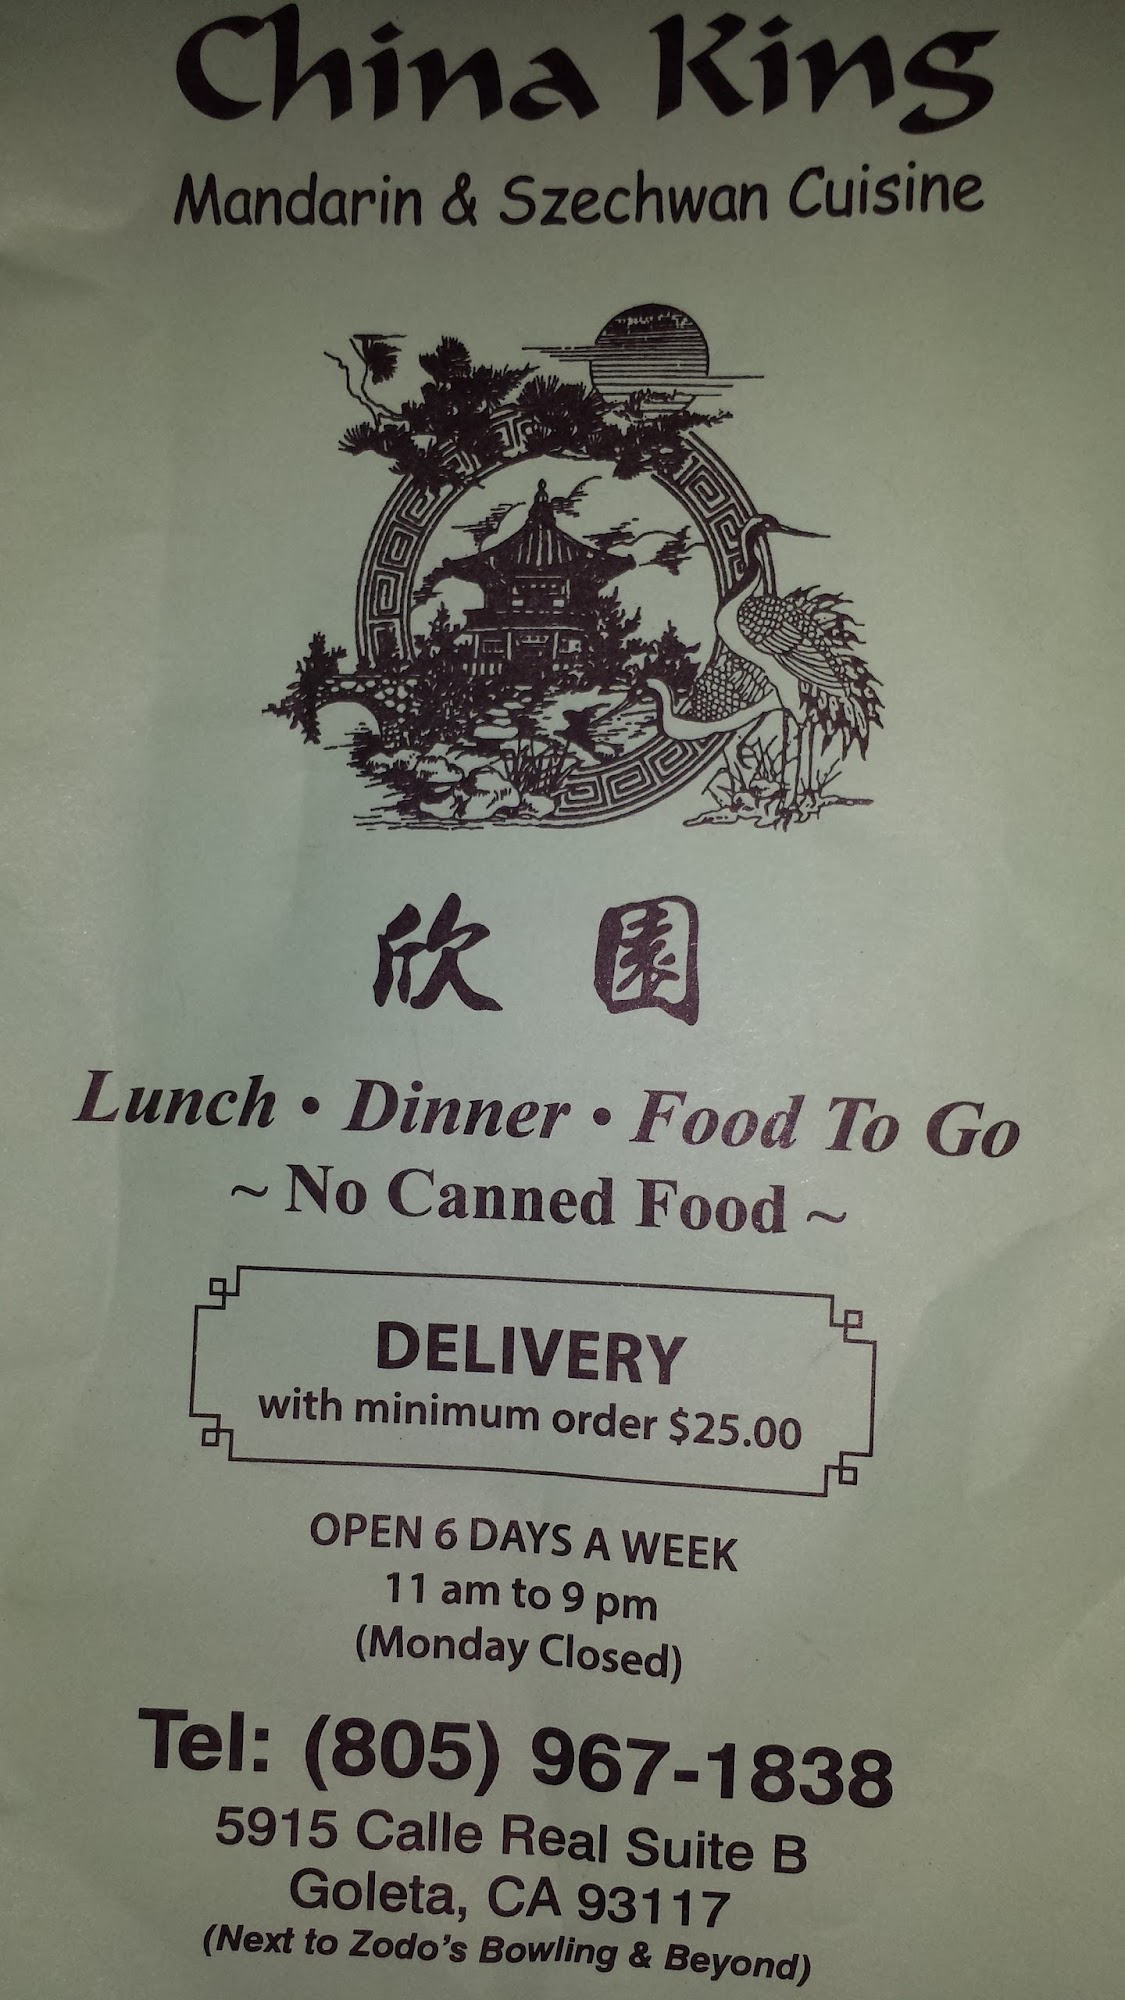 China King
Mandarin & Szechwan Cuisine
欣 園
Lunch • Dinner • Food To Go
~ No Canned Food ~
DELIVERY
with minimum order $25.00
OPEN 6 DAYS A WEEK
11 am to 9 pm
(Monday Closed)
Tel: (805) 967-1838
5915 Calle Real Suite B
Goleta, CA 93117
(Next to Zodo's Bowling & Beyond)